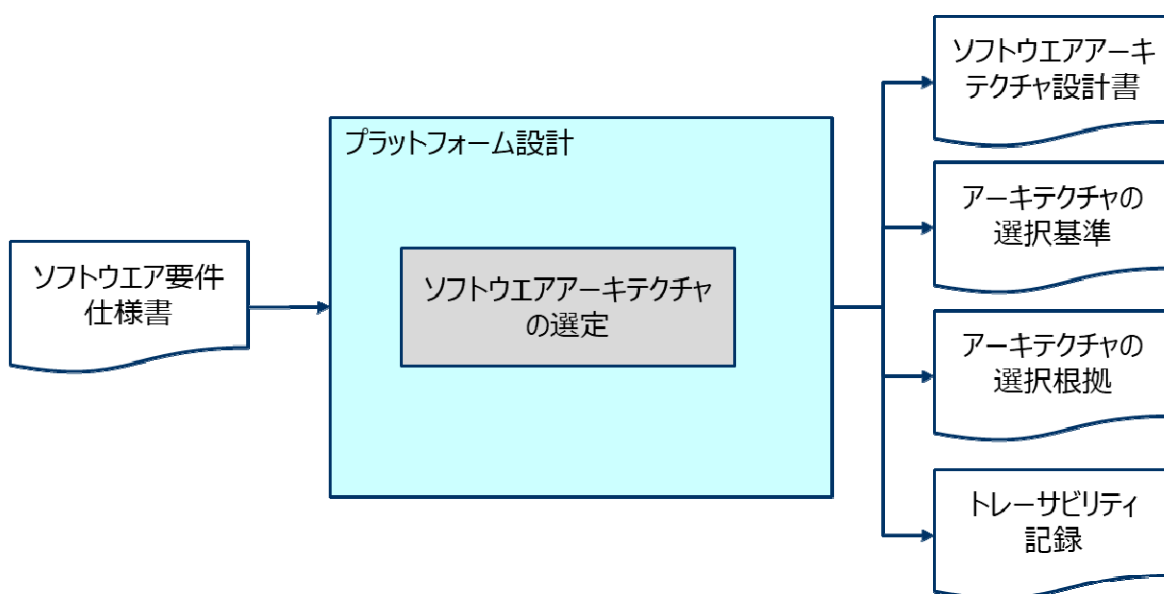 ソフトウエア要件
仕様書
プラットフォーム設計
ソフトウエアアーキテクチャ
の選定
ソフトウエアアーキ
テクチャ設計書
アーキテクチャの
選択基準
アーキテクチャの
選択根拠
トレーサビリティ
記録